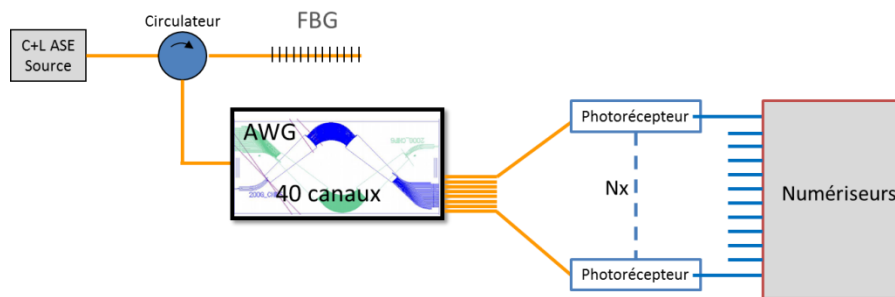 Circulateur
FBG
C+L ASE
Source
AWG
40 canaux
Photorécepteur
Nx
Photorécepteur
Numériseurs